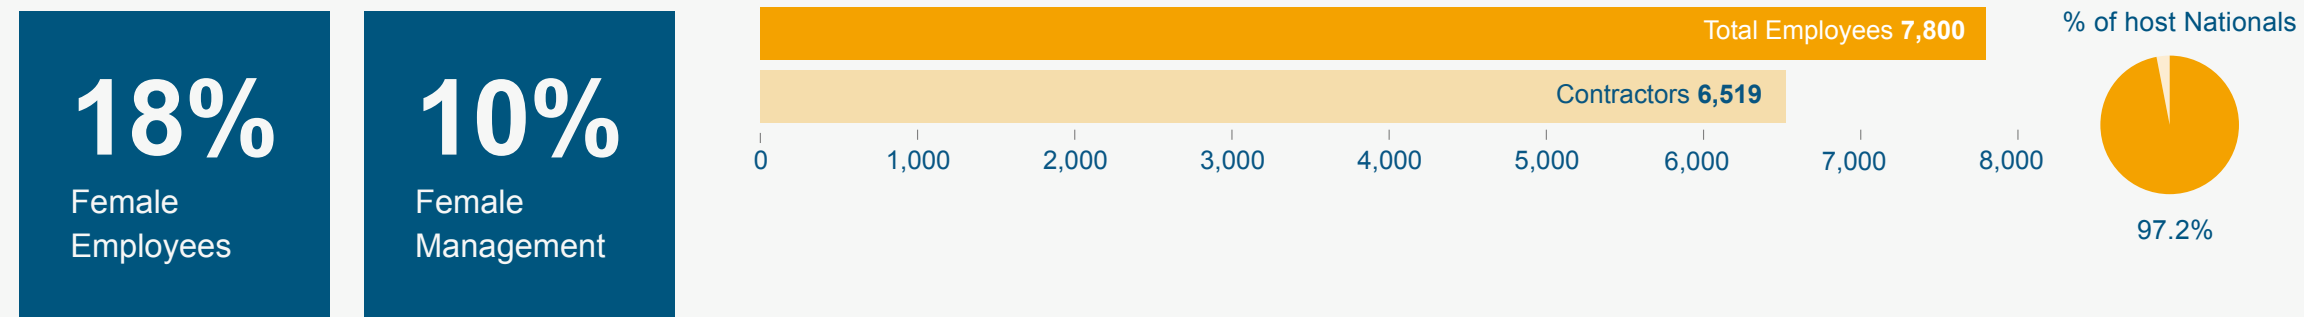 18%
Female
Employees
10%
Female
Management
Total Employees 7,800
Contractors 6,519
0 1,000 2,000 3,000 4,000 5,000 6,000 7,000 8,000
% of host Nationals
97.2%